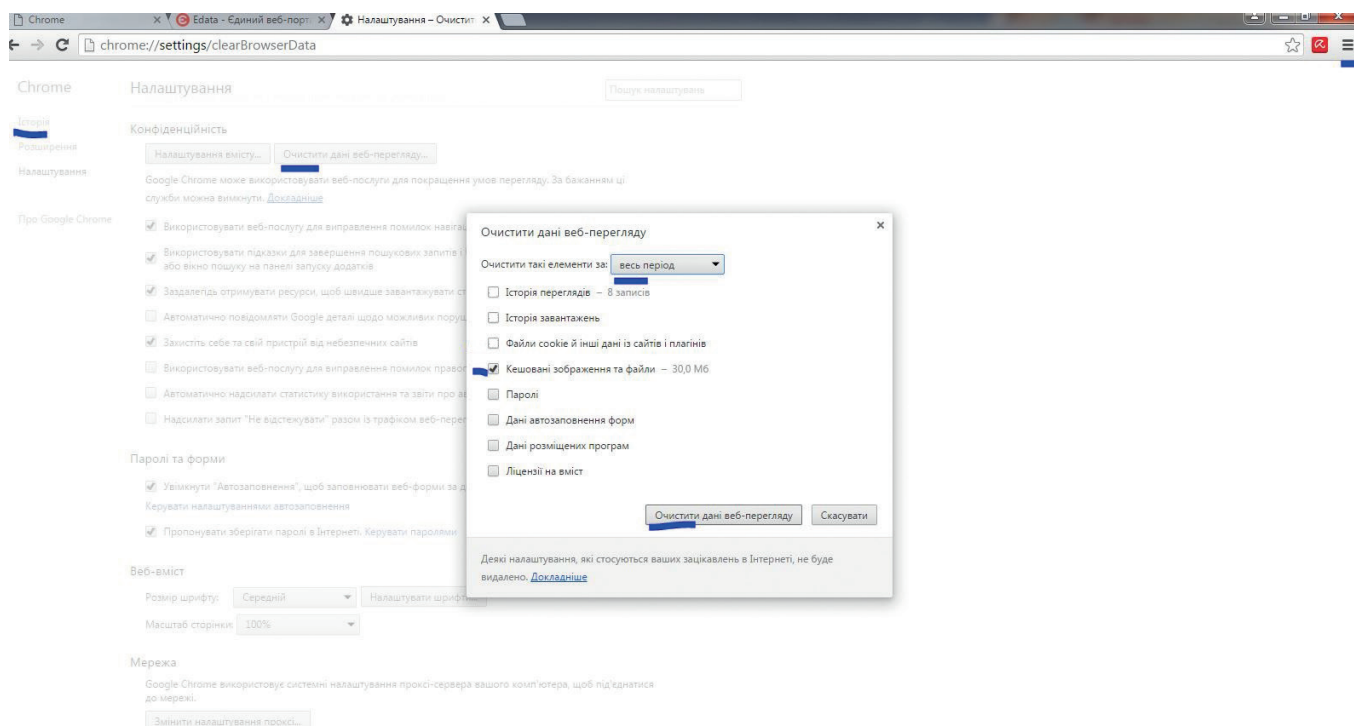 Chrome
Edata - Єдиний веб-порт
Налаштування – Очистит
chrome://settings/clearBrowserData
Chrome
Налаштування
Пошук налаштувань
Історія
Розширення
Налаштування
Про Google Chrome
Конфіденційність
Налаштування вмісту...
Очистити дані веб-перегляду...
Google Chrome може використовувати веб-послуги для покращення умов перегляду. За бажанням ці
служби можна вимкнути. Докладніше
Використовувати веб-послугу для виправлення помилок навігац
Використовувати підказки для завершення пошукових запитів і
або вікно пошуку на панелі запуску додатків
Заздалегідь отримувати ресурси, щоб швидше завантажувати ст
Автоматично повідомляти Google деталі щодо можливих поруш
Захистіть себе та свій пристрій від небезпечних сайтів
Використовувати веб-послугу для виправлення помилок правоп
Автоматично надсилати статистику використання та звіти про а
Надсилати запит "Не відстежувати" разом із трафіком веб-перег
Паролі та форми
Увімкнути "Автозаповнення", щоб заповнювати веб-форми за д
Керувати налаштуваннями автозаповнення
Пропонувати зберігати паролі в Інтернеті. Керувати паролями
Веб-вміст
Розмір шрифту: Середній Налаштувати шрифти...
Масштаб сторінки: 100%
Мережа
Google Chrome використовує системні налаштування проксі-сервера вашого комп'ютера, щоб під'єднатися
до мережі.
Змінити налаштування проксі...
Очистити дані веб-перегляду
×
Очистити такі елементи за: весь період
Історія переглядів – 8 записів
Історія завантажень
Файли cookie й інші дані із сайтів і плагінів
Кешовані зображення та файли – 30,0 Мб
Паролі
Дані автозаповнення форм
Дані розміщених програм
Ліцензії на вміст
Очистити дані веб-перегляду
Скасувати
Деякі налаштування, які стосуються ваших зацікавлень в Інтернеті, не буде
видалено. Докладніше